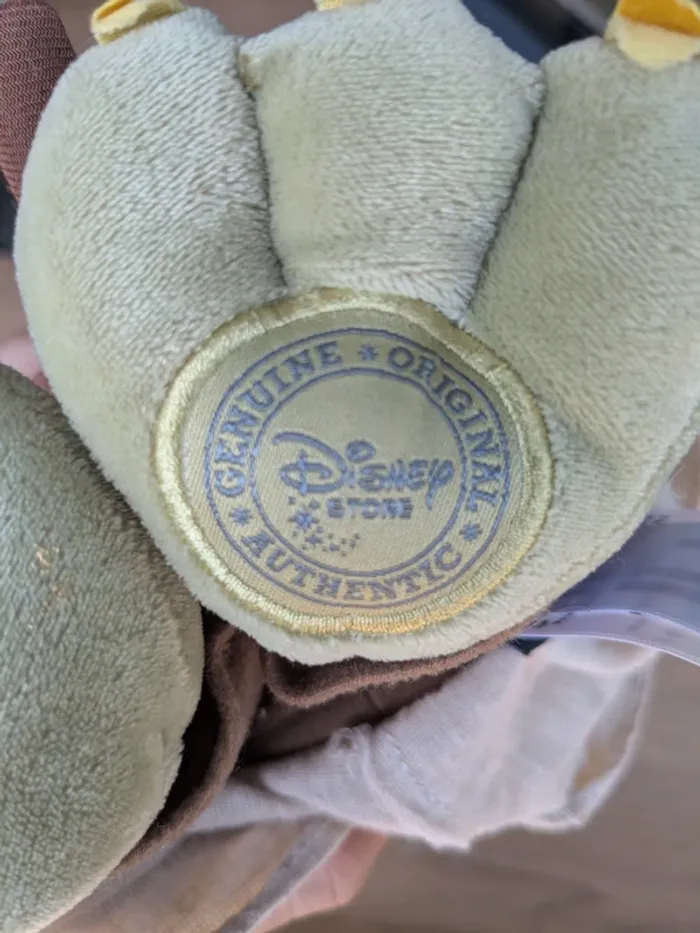 GENUINE * ORIGINAL * AUTHENTIC *
Disney
STORE